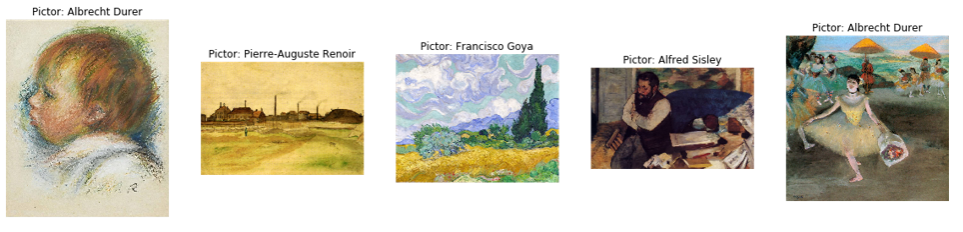 Pictor: Albrecht Durer
Pictor: Pierre-Auguste Renoir
Pictor: Francisco Goya
Pictor: Alfred Sisley
Pictor: Albrecht Durer
R